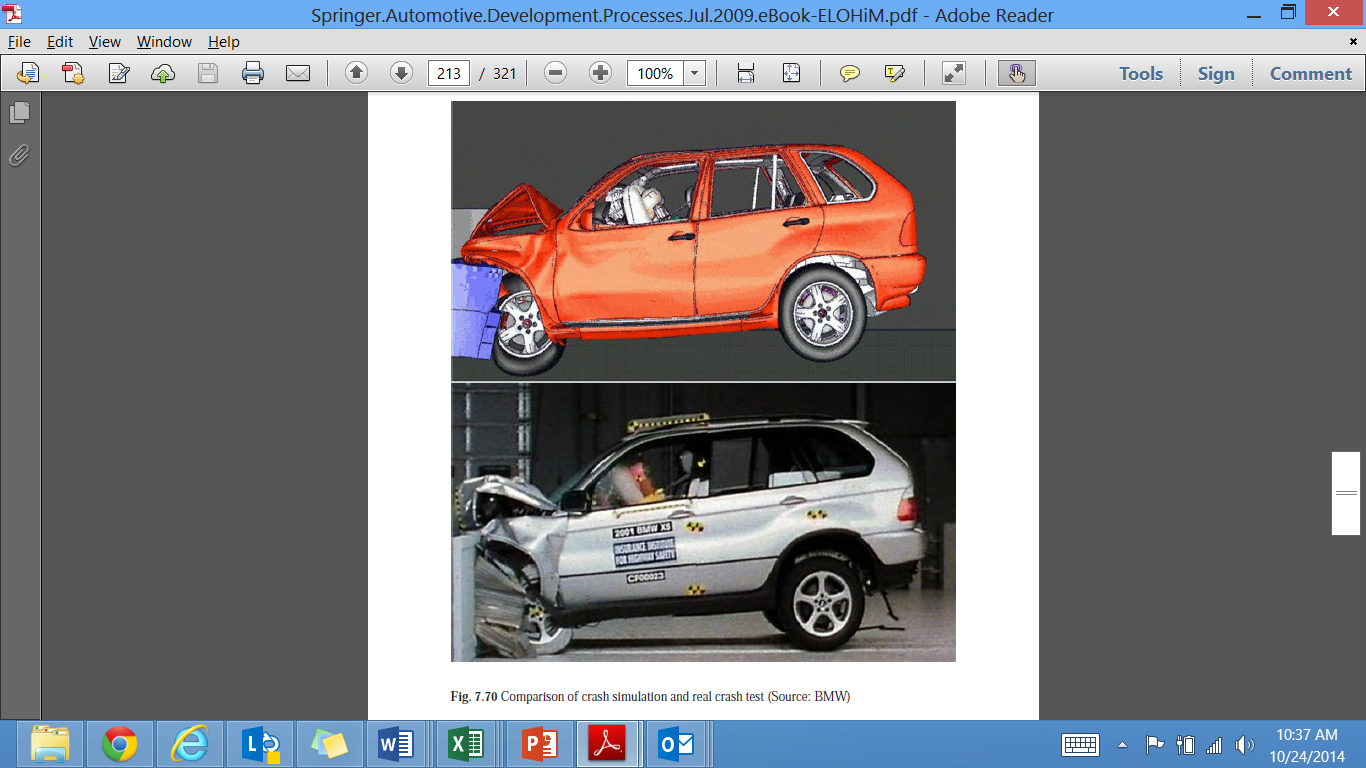 Springer.Automotive.Development.Processes.Jul.2009.eBook-ELOHiM.pdf - Adobe Reader
File Edit View Window Help
213 / 321 100% Tools Sign Comment
2001 BMW X5
INSURANCE INSTITUTE
FOR HIGHWAY SAFETY
CF00023
Fig. 7.70 Comparison of crash simulation and real crash test (Source: BMW)
10:37 AM
10/24/2014